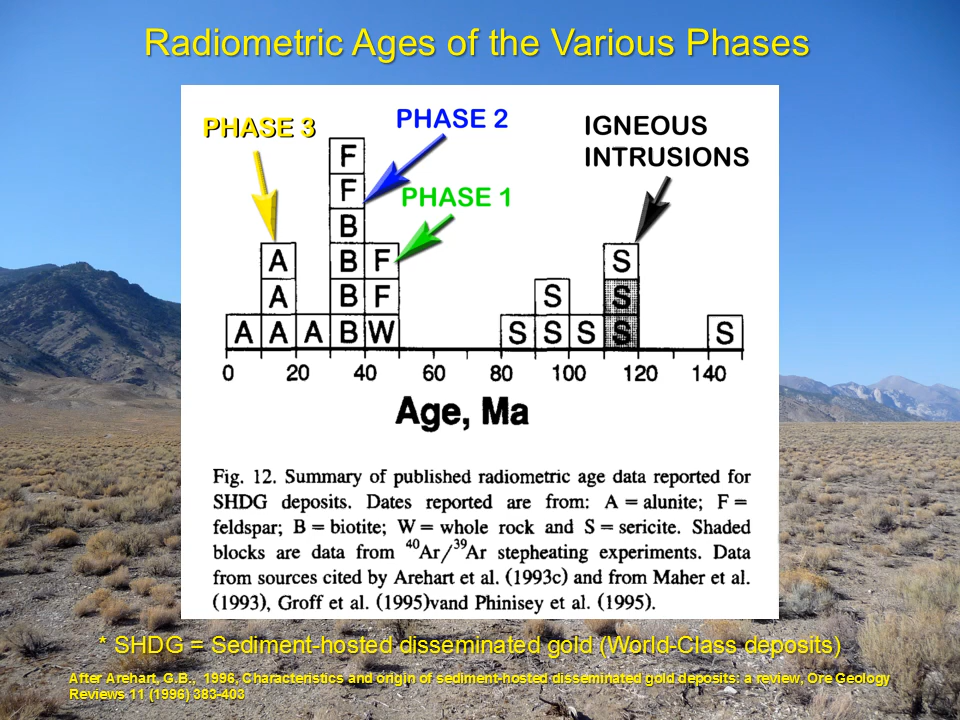 Radiometric Ages of the Various Phases
PHASE 3
PHASE 2
PHASE 1
IGNEOUS
INTRUSIONS
F
F
B
A B F S
A B F S S
A A A B W S S S S S
0 20 40 60 80 100 120 140
Age, Ma
Fig. 12. Summary of published radiometric age data reported for
SHDG deposits. Dates reported are from: A = alunite; F =
feldspar; B = biotite; W = whole rock and S = sericite. Shaded
blocks are data from ⁴⁰Ar/³⁹Ar stepheating experiments. Data
from sources cited by Arehart et al. (1993c) and from Maher et al.
(1993), Groff et al. (1995)vand Phinisey et al. (1995).
* SHDG = Sediment-hosted disseminated gold (World-Class deposits)
After Arehart, G.B., 1996, Characteristics and origin of sediment-hosted disseminated gold deposits: a review, Ore Geology
Reviews 11 (1996) 383-403